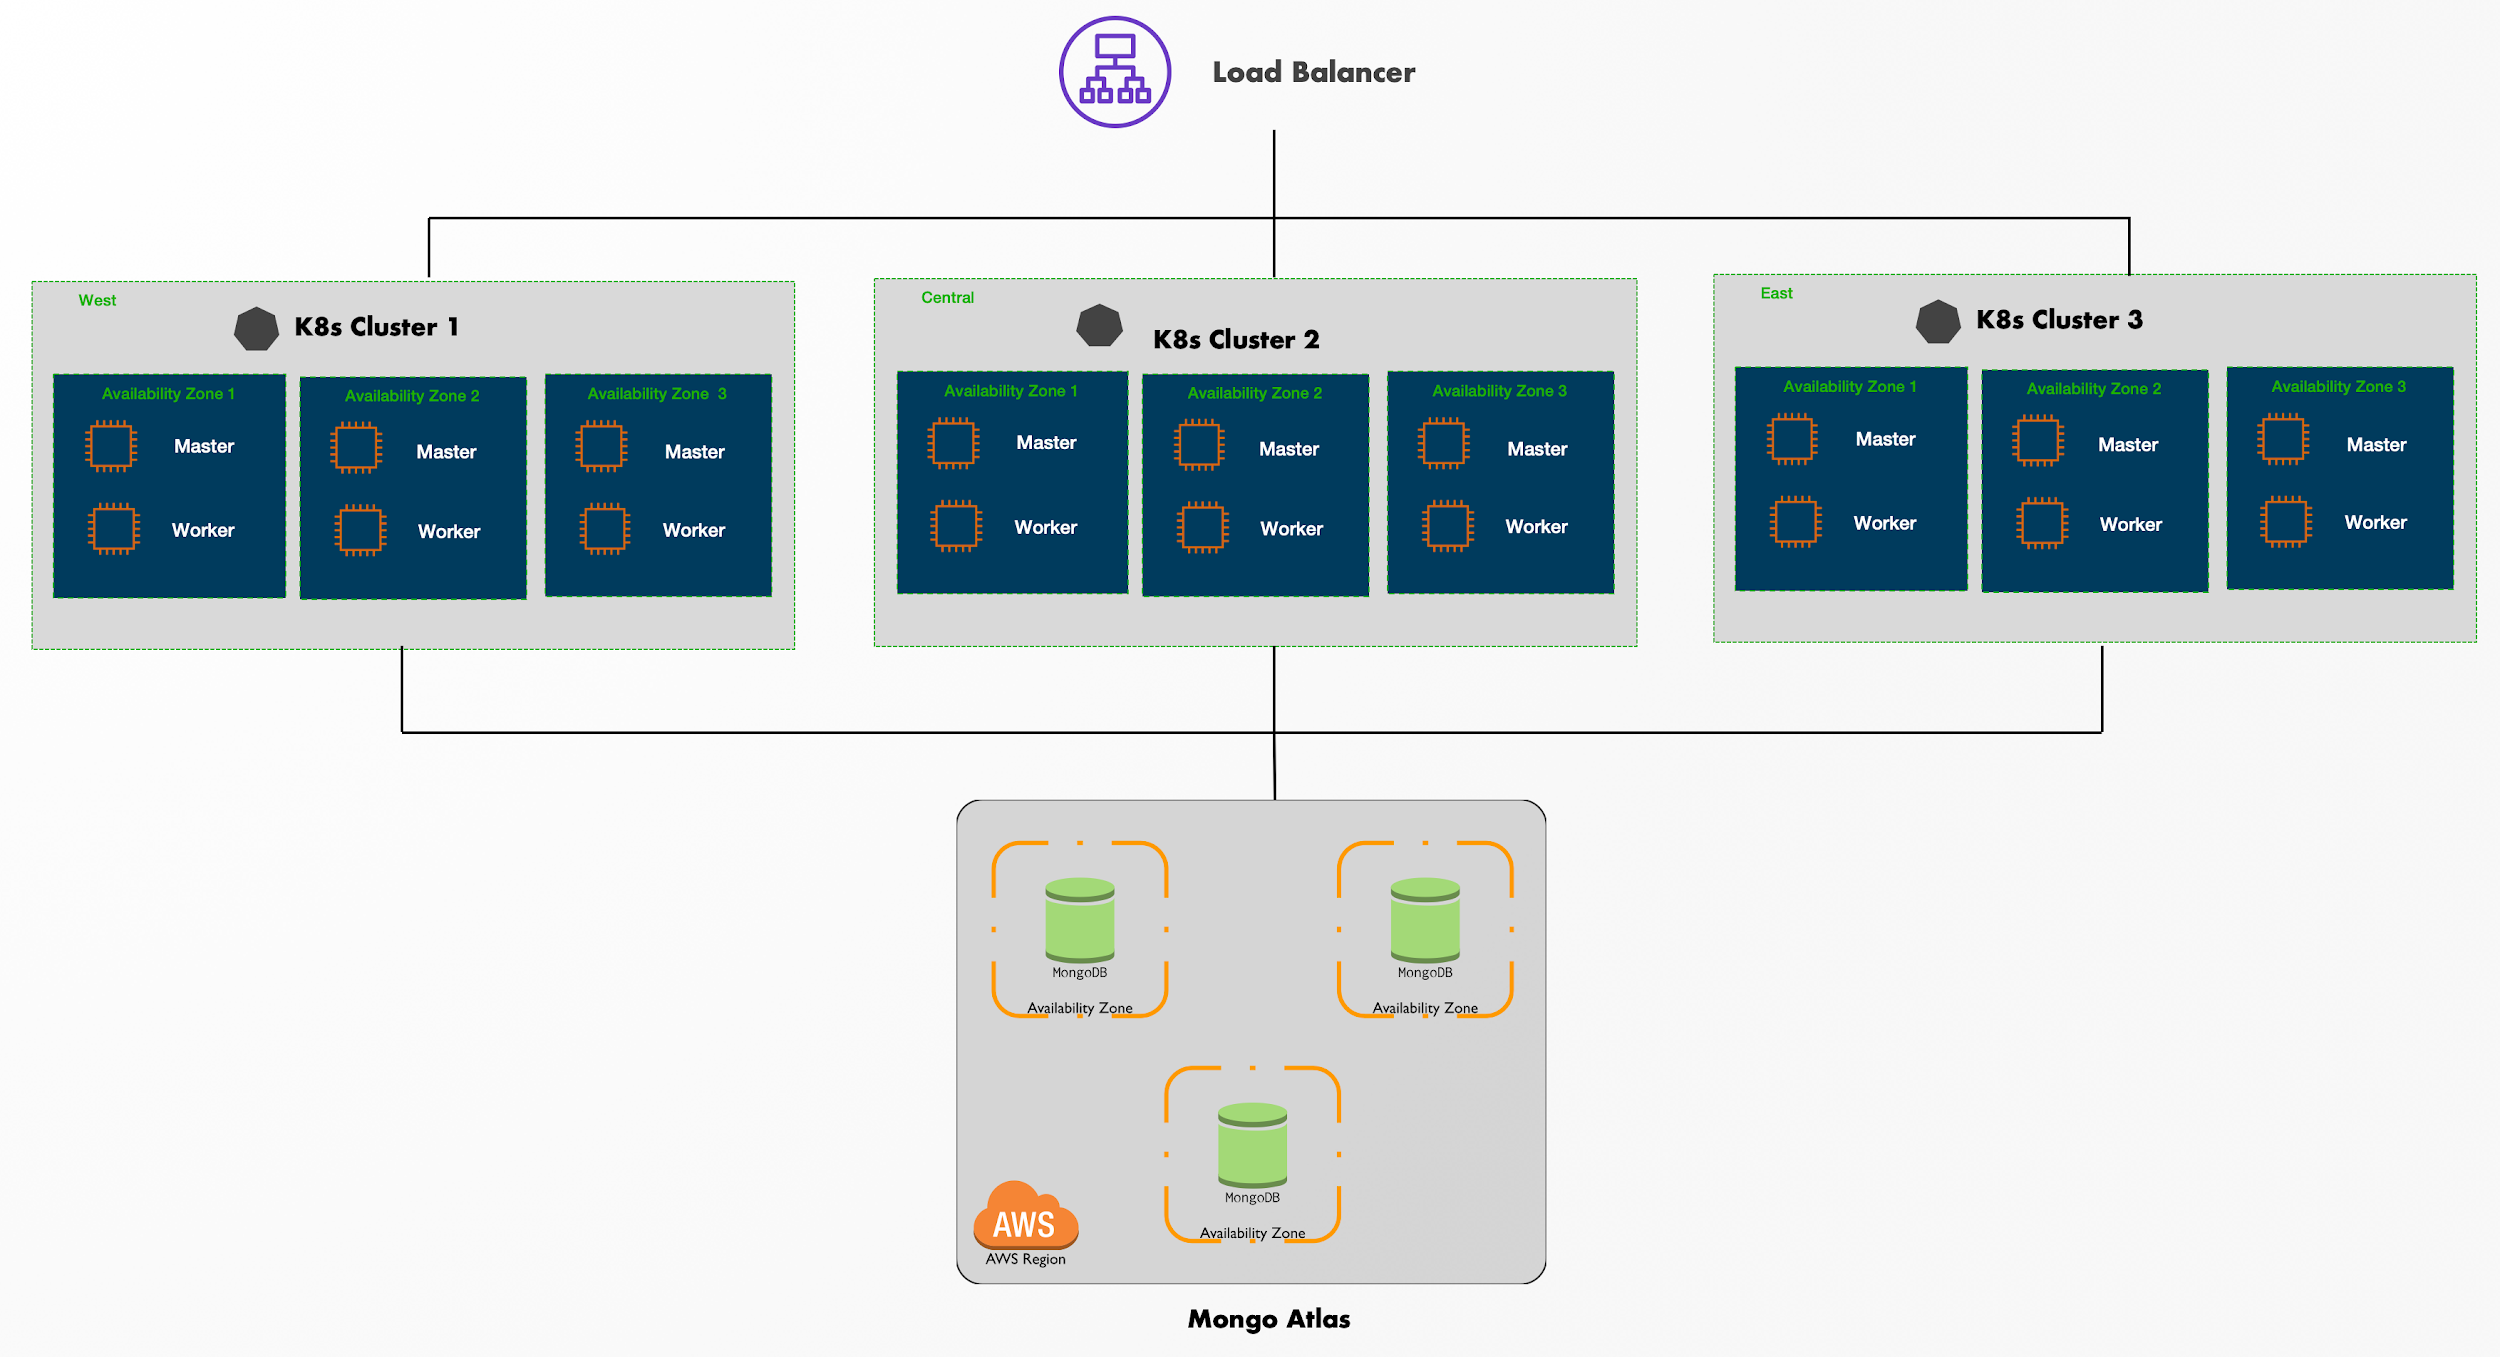 Load Balancer
West
K8s Cluster 1
Availability Zone 1
Master
Worker
Availability Zone 2
Master
Worker
Availability Zone  3
Master
Worker
Central
K8s Cluster 2
Availability Zone 1
Master
Worker
Availability Zone 2
Master
Worker
Availability Zone 3
Master
Worker
East
K8s Cluster 3
Availability Zone 1
Master
Worker
Availability Zone 2
Master
Worker
Availability Zone 3
Master
Worker
MongoDB
Availability Zone
MongoDB
Availability Zone
MongoDB
Availability Zone
AWS
AWS Region
Mongo Atlas